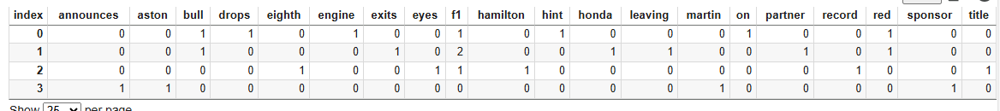 index announces aston bull drops eighth engine exits eyes f1 hamilton hint honda leaving martin on partner record red sponsor title
0 0 0 1 1 0 1 0 0 1 0 1 0 0 0 1 0 0 1 0 0
1 0 0 1 0 0 0 1 0 2 0 0 1 1 0 0 1 0 1 0 0
2 0 0 0 0 1 0 0 1 1 1 0 0 0 0 0 0 1 0 0 1
3 1 1 0 0 0 0 0 0 0 0 0 0 0 1 0 0 0 0 1 0
Show 25 per page